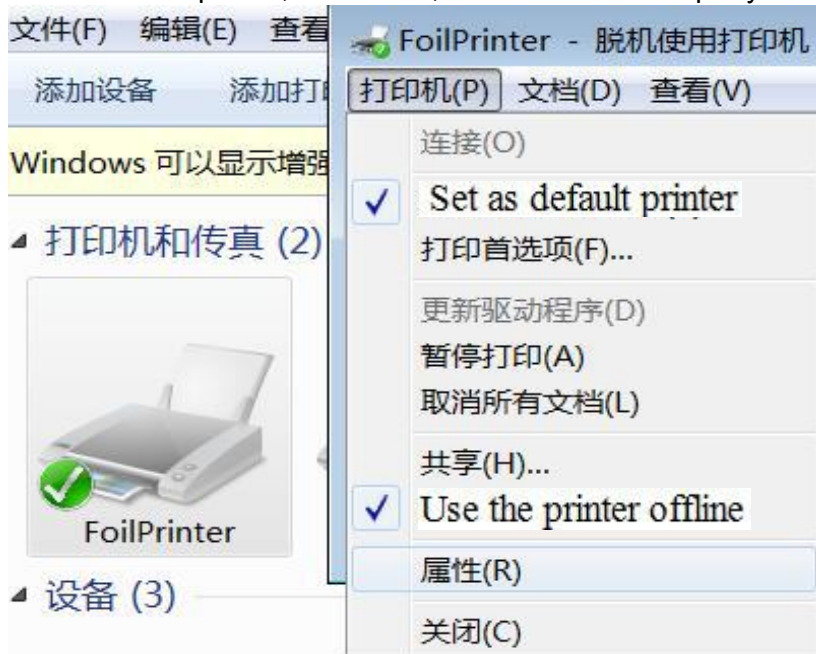 文件(F) 编辑(E) 查看
添加设备 添加打
Windows 可以显示增强
打印机和传真 (2)
FoilPrinter
设备 (3)
FoilPrinter - 脱机使用打印机
打印机(P) 文档(D) 查看(V)
连接(O)
Set as default printer
打印首选项(F)...
更新驱动程序(D)
暂停打印(A)
取消所有文档(L)
共享(H)...
Use the printer offline
属性(R)
关闭(C)